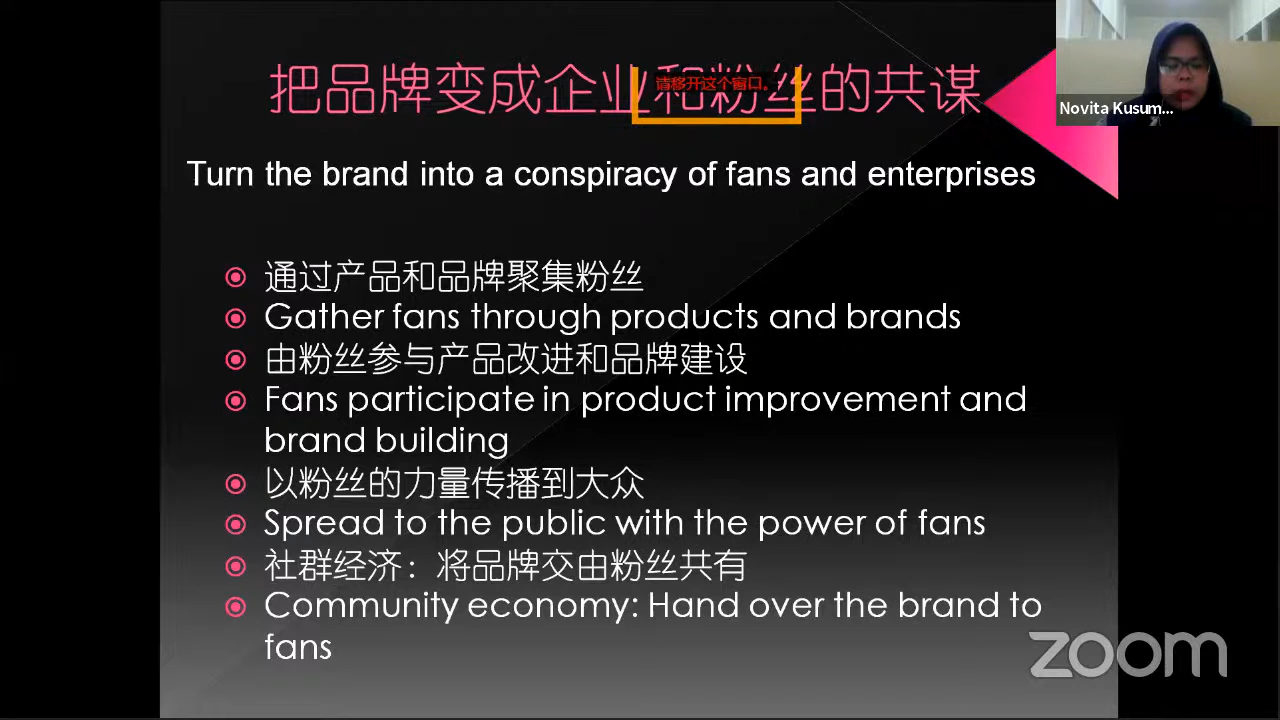 把品牌变成企业和粉丝的共谋
请移开这个窗口。
Novita Kusum...
Turn the brand into a conspiracy of fans and enterprises
通过产品和品牌聚集粉丝
Gather fans through products and brands
由粉丝参与产品改进和品牌建设
Fans participate in product improvement and
brand building
以粉丝的力量传播到大众
Spread to the public with the power of fans
社群经济：将品牌交由粉丝共有
Community economy: Hand over the brand to
fans
zoom